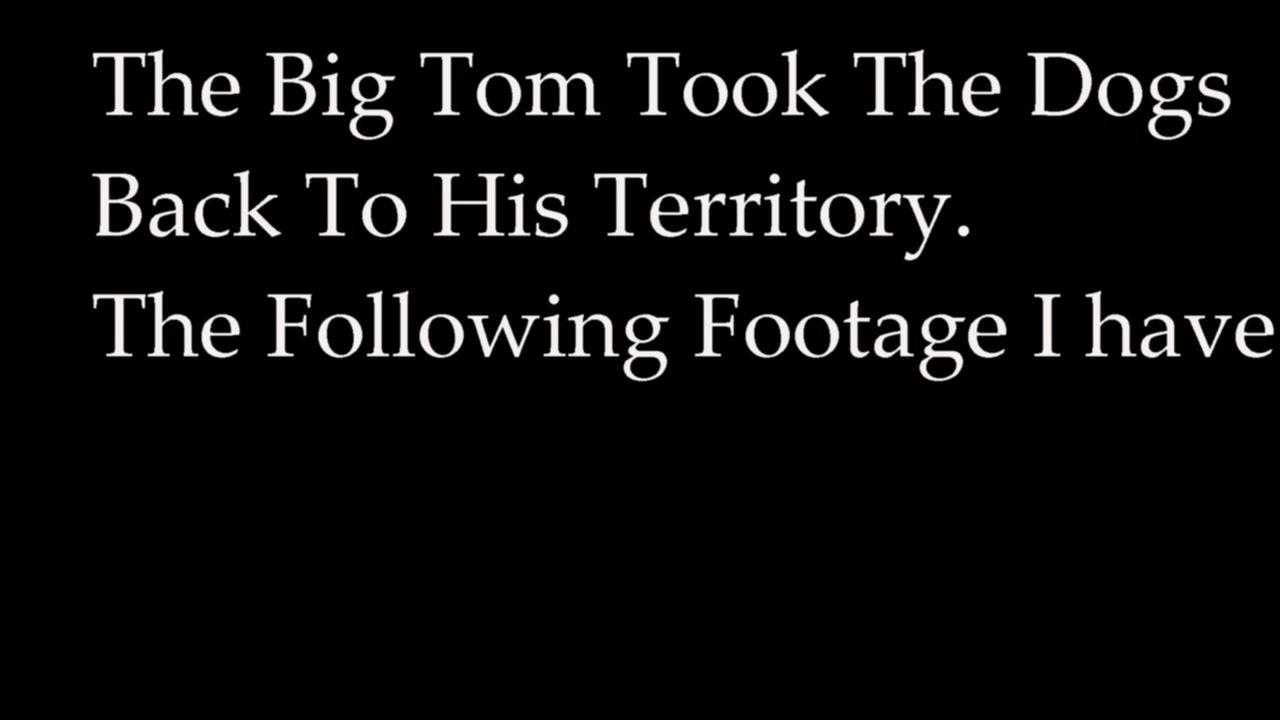 The Big Tom Took The Dogs
Back To His Territory.
The Following Footage I have